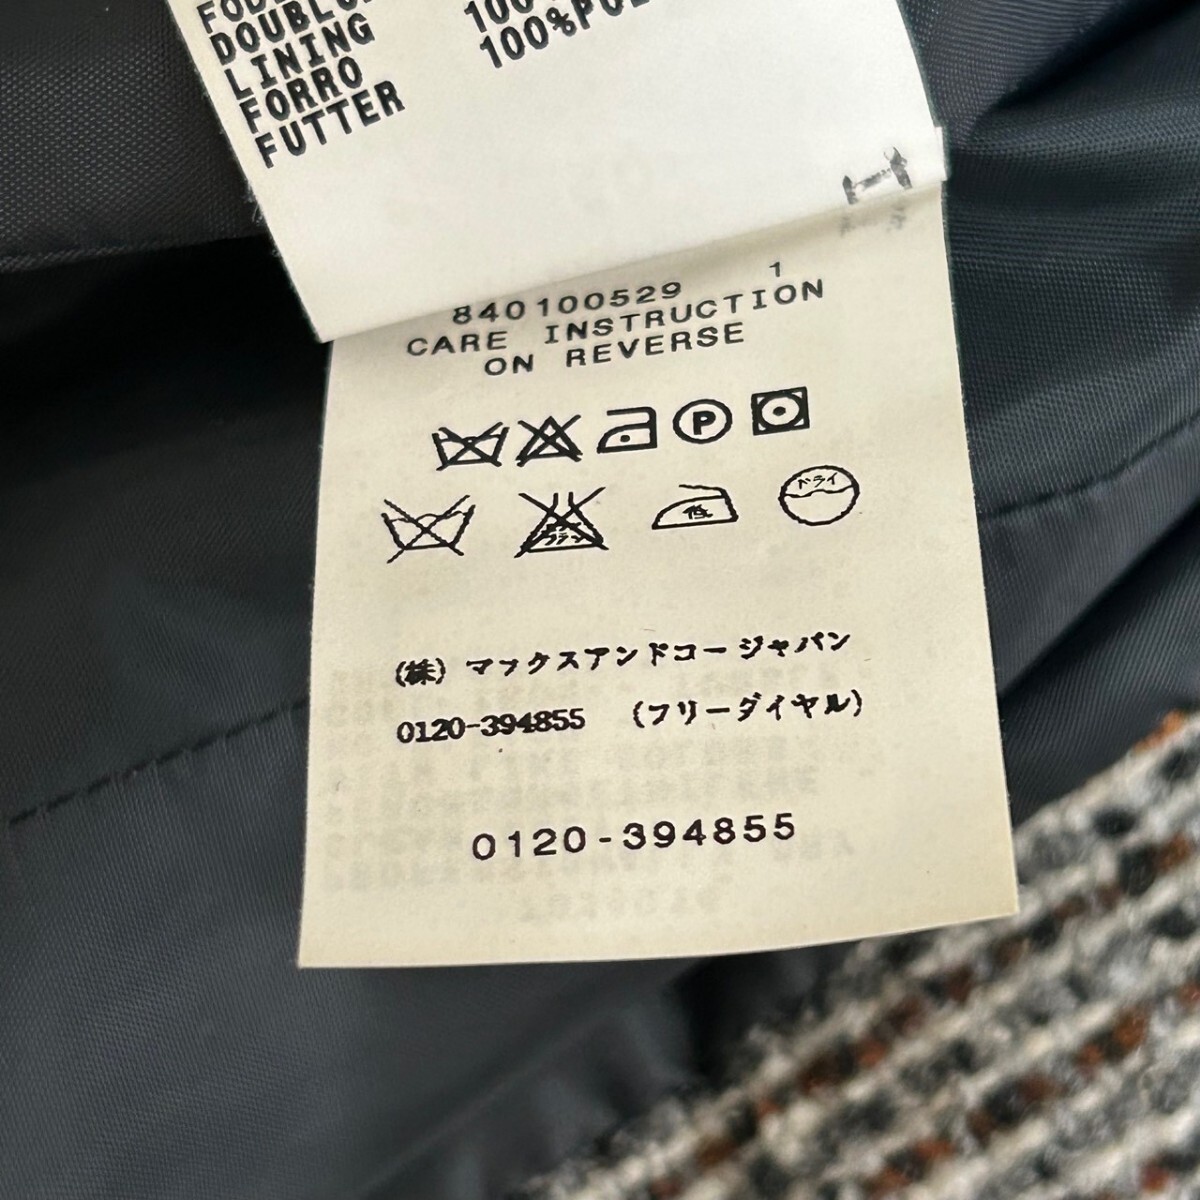 DOUBLU
LINING
FORRO
FUTTER
100%
840100529 1
CARE INSTRUCTION
ON REVERSE
P
ドライ
低
(株) マックスアンドコー ジャパン
0120-394855 (フリーダイヤル)
0120-394855